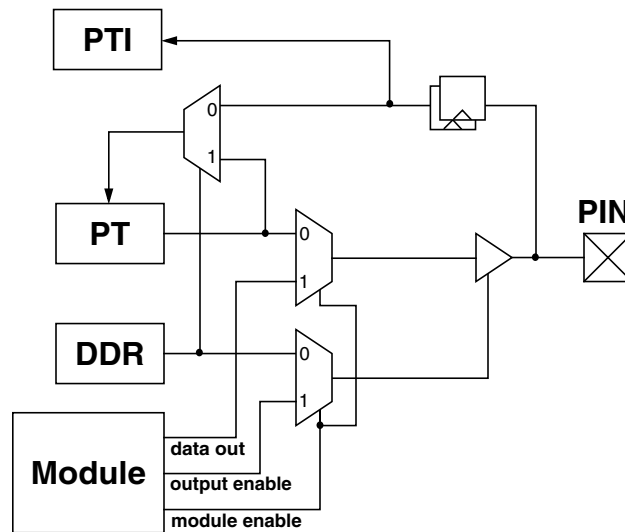 PTI
0
1
PT
PIN
0
1
DDR
0
1
Module
data out
output enable
module enable